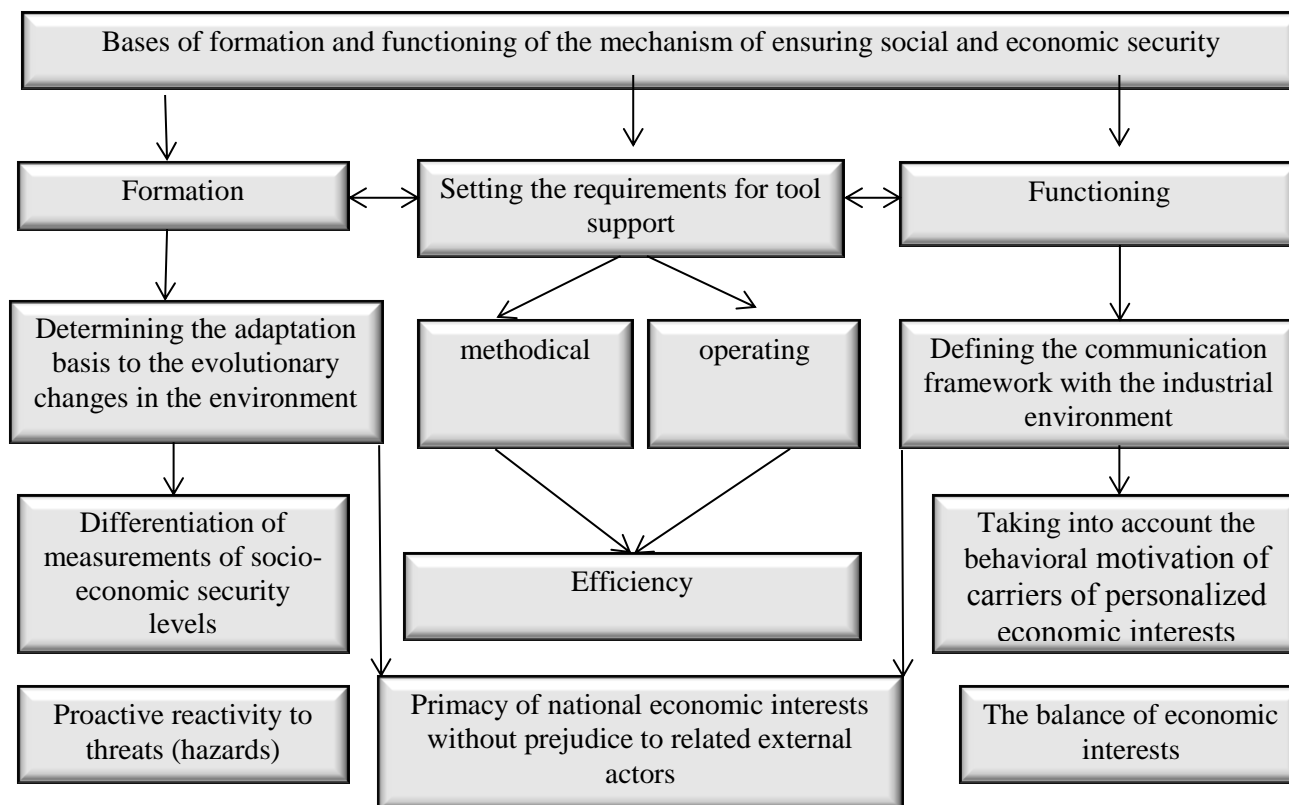 Bases of formation and functioning of the mechanism of ensuring social and economic security
Formation
Setting the requirements for tool
support
Functioning
Determining the adaptation
basis to the evolutionary
changes in the environment
methodical
operating
Defining the communication
framework with the industrial
environment
Differentiation of
measurements of socio-
economic security
levels
Efficiency
Taking into account the
behavioral motivation of
carriers of personalized
economic interests
Proactive reactivity to
threats (hazards)
Primacy of national economic interests
without prejudice to related external
actors
The balance of economic
interests